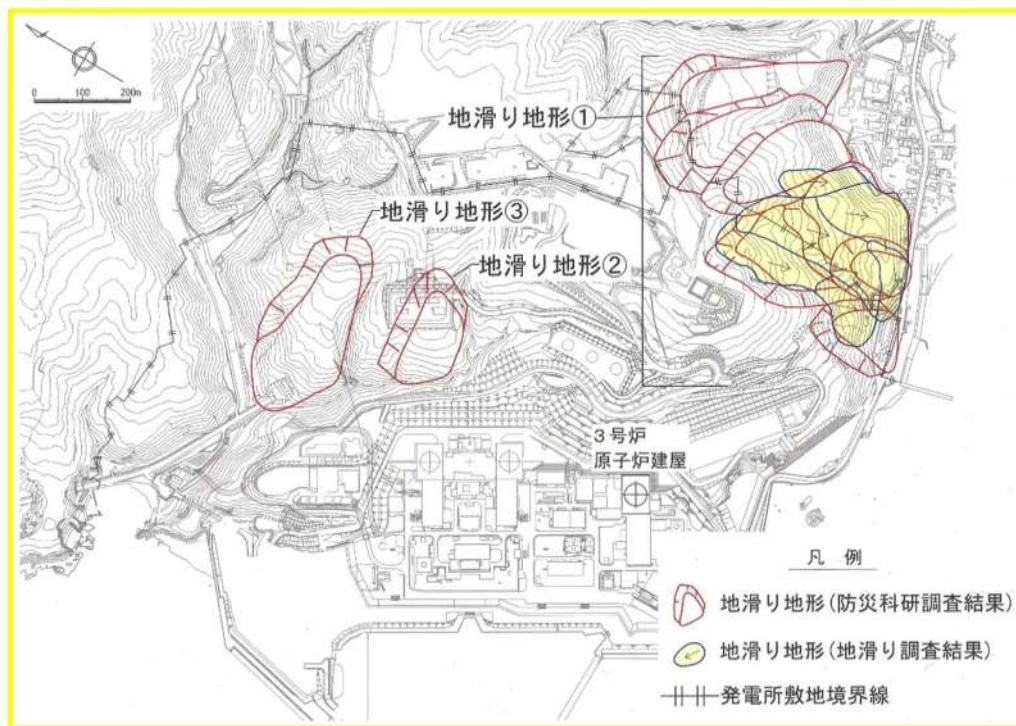 0 100 200m
地滑り地形①
地滑り地形③
地滑り地形②
3号炉
原子炉建屋
凡 例
地滑り地形(防災科研調査結果)
地滑り地形(地滑り調査結果)
発電所敷地境界線